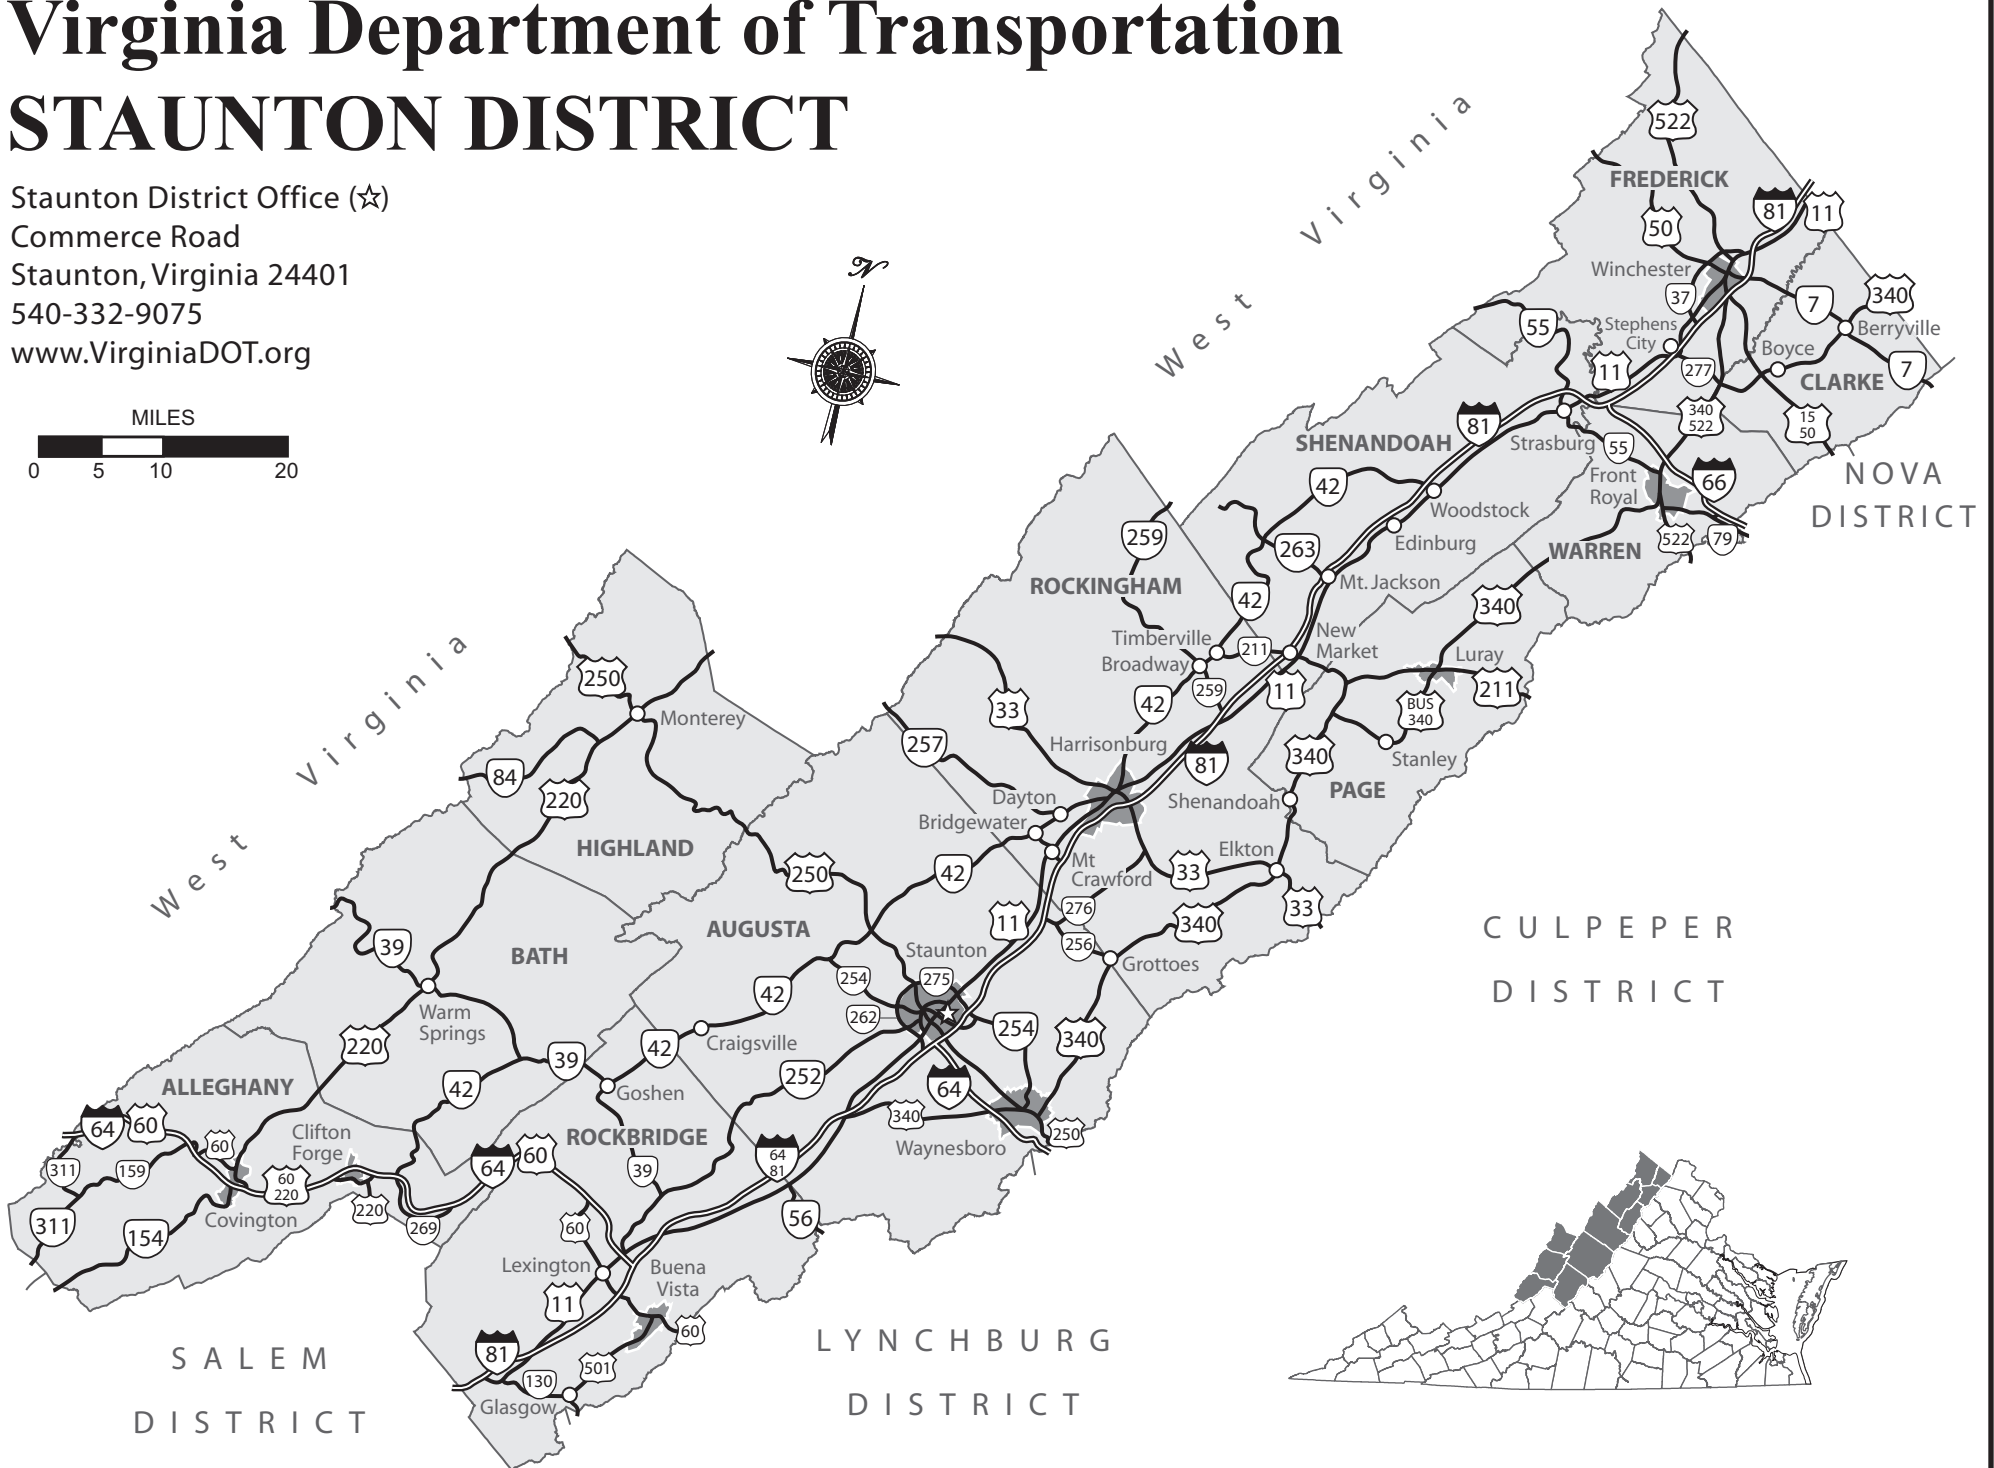 Virginia Department of Transportation
STAUNTON DISTRICT
Staunton District Office (☆)
Commerce Road
Staunton, Virginia 24401
540-332-9075
www.VirginiaDOT.org
MILES
0 5 10 20
N
West Virginia
West Virginia
West Virginia
522
FREDERICK
81
11
50
Winchester
37
7
340
Stephens
City
Berryville
55
Boyce
11
277
CLARKE
7
340
522
15
50
81
SHENANDOAH
Strasburg
55
Front
Royal
66
NOVA
DISTRICT
42
Woodstock
259
263
Edinburg
WARREN
522
79
ROCKINGHAM
Mt. Jackson
42
340
Timberville
Broadway
211
New
Market
Luray
259
11
211
42
BUS
340
33
250
Monterey
257
Harrisonburg
81
340
Stanley
84
220
Dayton
Shenandoah
PAGE
Bridgewater
HIGHLAND
Mt
Crawford
Elkton
250
42
33
33
276
11
340
AUGUSTA
256
39
BATH
Staunton
Grottoes
CULPEPER
DISTRICT
254
275
42
262
254
340
Warm
Springs
220
42
Craigsville
39
252
64
ALLEGHANY
42
Goshen
340
64
60
Clifton
Forge
60
ROCKBRIDGE
Waynesboro
250
311
159
64
60
39
64
81
60
220
220
269
60
56
311
154
Covington
Lexington
Buena
Vista
11
60
81
501
130
Glasgow
SALEM
DISTRICT
LYNCHBURG
DISTRICT